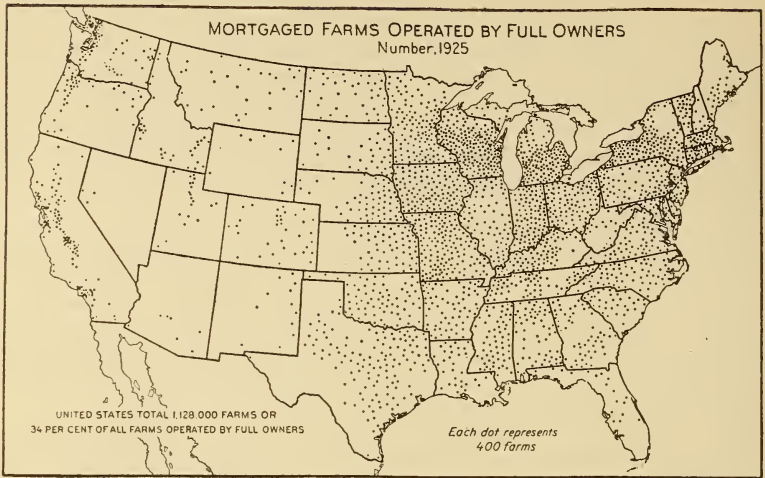 MORTGAGED FARMS OPERATED BY FULL OWNERS
Number, 1925
UNITED STATES TOTAL 1,128,000 FARMS OR
34 PER CENT OF ALL FARMS OPERATED BY FULL OWNERS
Each dot represents
400 farms